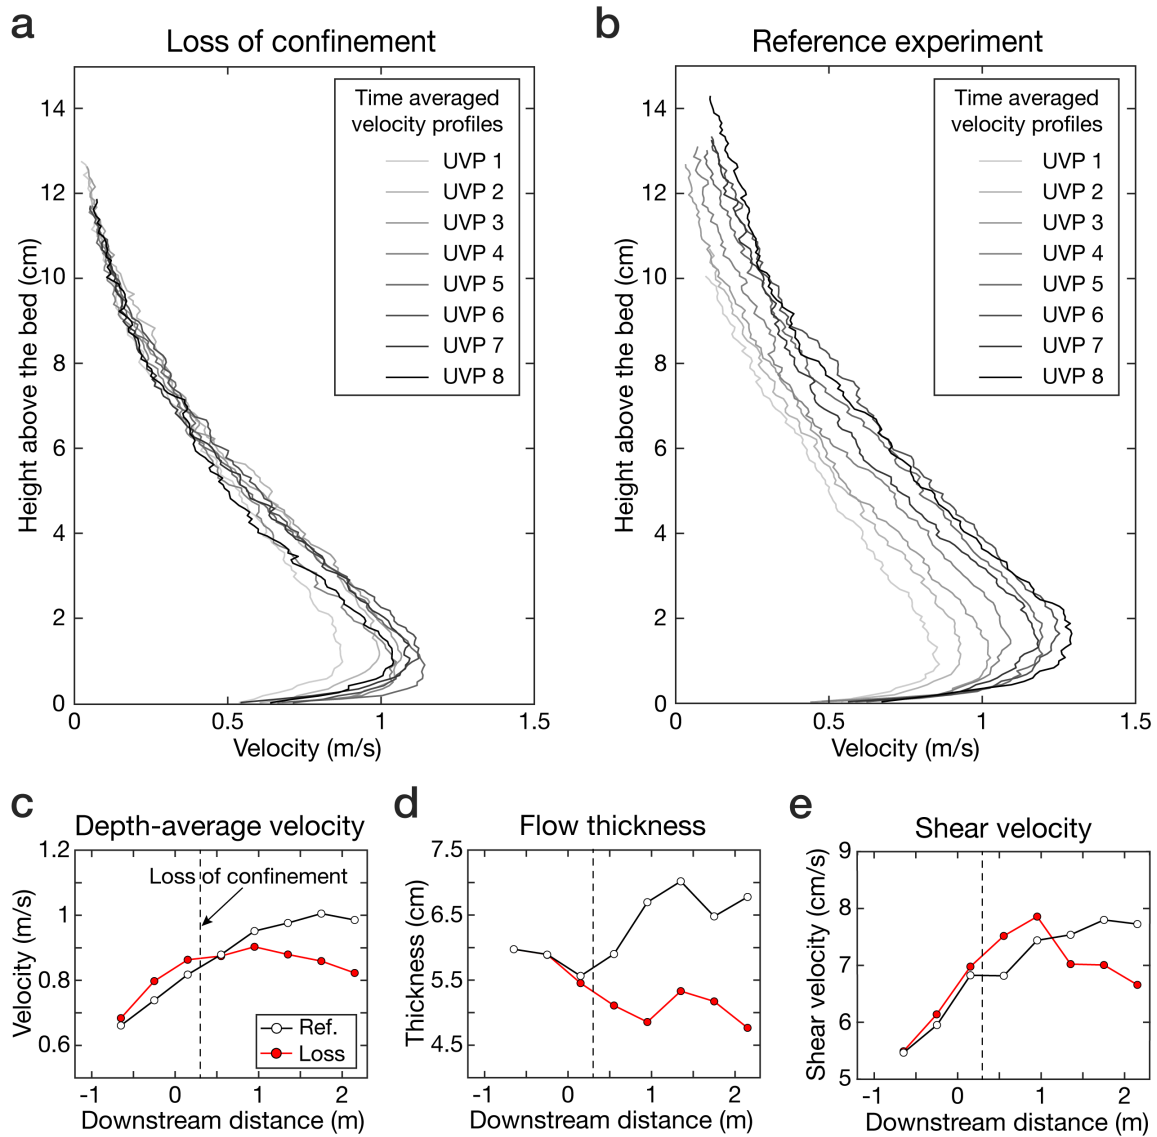 a
Loss of confinement
14
12
10
8
6
4
2
0
Height above the bed (cm)
0
0.5
1
1.5
Velocity (m/s)
Time averaged
velocity profiles
UVP 1
UVP 2
UVP 3
UVP 4
UVP 5
UVP 6
UVP 7
UVP 8
b
Reference experiment
14
12
10
8
6
4
2
0
Height above the bed (cm)
0
0.5
1
1.5
Velocity (m/s)
Time averaged
velocity profiles
UVP 1
UVP 2
UVP 3
UVP 4
UVP 5
UVP 6
UVP 7
UVP 8
c
Depth-average velocity
1.2
1
0.8
0.6
Velocity (m/s)
Loss of confinement
Ref.
Loss
-1
0
1
2
Downstream distance (m)
d
Flow thickness
7.5
6.5
5.5
4.5
Thickness (cm)
-1
0
1
2
Downstream distance (m)
e
Shear velocity
9
8
7
6
5
Shear velocity (cm/s)
-1
0
1
2
Downstream distance (m)